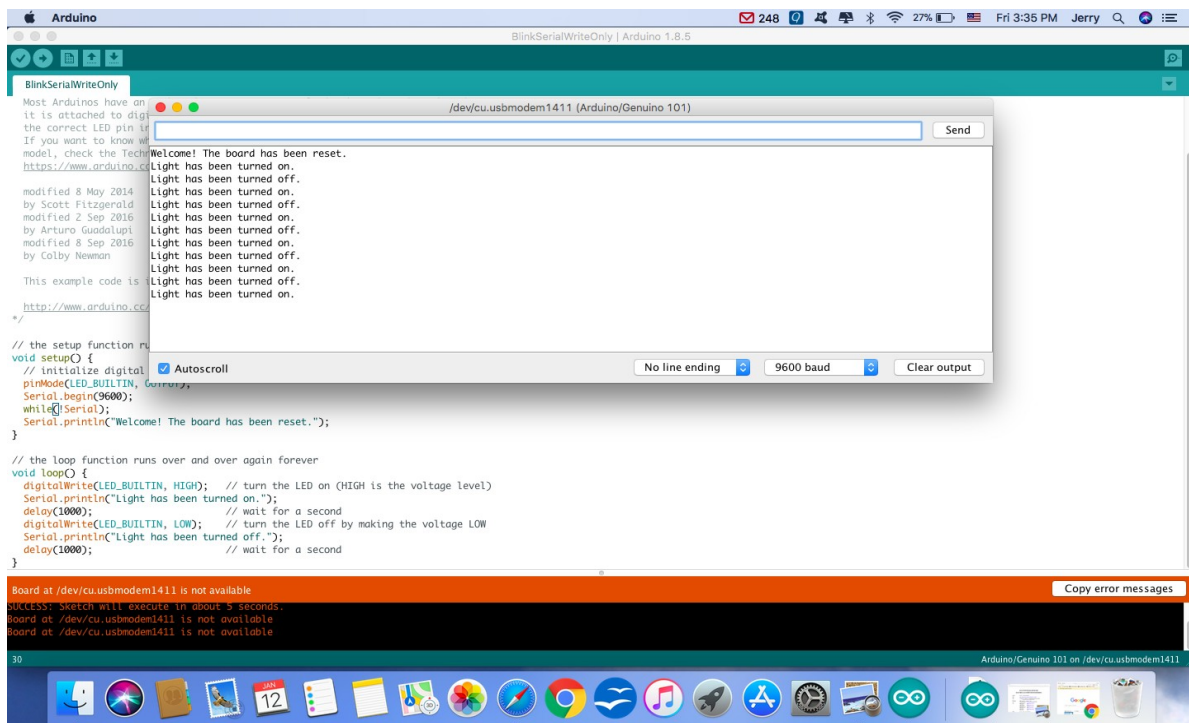 Arduino
248
27%
Fri 3:35 PM Jerry
BlinkSerialWriteOnly | Arduino 1.8.5
BlinkSerialWriteOnly
Most Arduinos have an
it is attached to digi
the correct LED pin in
If you want to know wh
model, check the Techn
https://www.arduino.cc

modified 8 May 2014
by Scott Fitzgerald
modified 2 Sep 2016
by Arturo Guadalupi
modified 8 Sep 2016
by Colby Newman

This example code is i

http://www.arduino.cc/
*/

// the setup function ru
void setup() {
// initialize digital
pinMode(LED_BUILTIN, OUTPUT);
Serial.begin(9600);
while(!Serial);
Serial.println("Welcome! The board has been reset.");
}

// the loop function runs over and over again forever
void loop() {
digitalWrite(LED_BUILTIN, HIGH); // turn the LED on (HIGH is the voltage level)
Serial.println("Light has been turned on.");
delay(1000); // wait for a second
digitalWrite(LED_BUILTIN, LOW); // turn the LED off by making the voltage LOW
Serial.println("Light has been turned off.");
delay(1000); // wait for a second
}
/dev/cu.usbmodem1411 (Arduino/Genuino 101)
Send
Welcome! The board has been reset.
Light has been turned on.
Light has been turned off.
Light has been turned on.
Light has been turned off.
Light has been turned on.
Light has been turned off.
Light has been turned on.
Light has been turned off.
Light has been turned on.
Light has been turned off.
Light has been turned on.
Autoscroll
No line ending
9600 baud
Clear output
Board at /dev/cu.usbmodem1411 is not available
Copy error messages
SUCCESS: Sketch will execute in about 5 seconds.
Board at /dev/cu.usbmodem1411 is not available
Board at /dev/cu.usbmodem1411 is not available
30
Arduino/Genuino 101 on /dev/cu.usbmodem1411
JAN
12